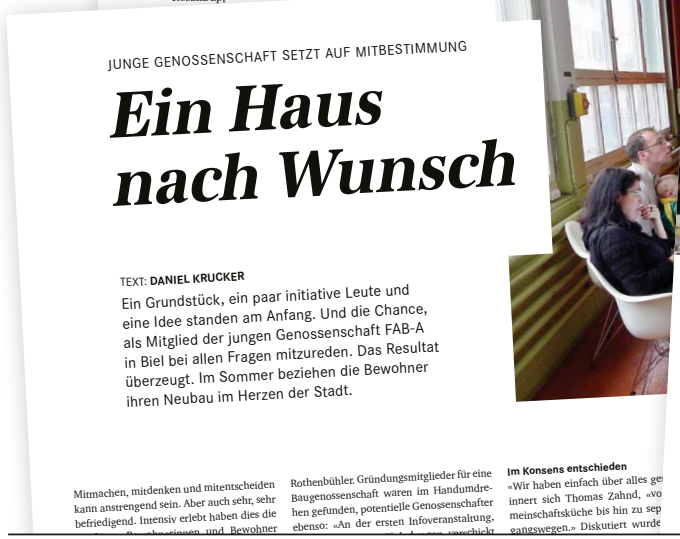 JUNGE GENOSSENSCHAFT SETZT AUF MITBESTIMMUNG
Ein Haus
nach Wunsch
TEXT: DANIEL KRUCKER
Ein Grundstück, ein paar initiative Leute und
eine Idee standen am Anfang. Und die Chance,
als Mitglied der jungen Genossenschaft FAB-A
in Biel bei allen Fragen mitzureden. Das Resultat
überzeugt. Im Sommer beziehen die Bewohner
ihren Neubau im Herzen der Stadt.
Mitmachen, mitdenken und mitentscheiden
kann anstrengend sein. Aber auch sehr, sehr
befriedigend. Intensiv erlebt haben dies die
Bewohnerinnen und Bewohner
Rothenbühler. Gründungsmitglieder für eine
Baugenossenschaft waren im Handumdre-
hen gefunden, potentielle Genossenschafter
ebenso: «An der ersten Infoveranstaltung,
verschickt
Im Konsens entschieden
«Wir haben einfach über alles
innert sich Thomas Zahnd,
meinschaftsküche bis hin zu
gangswegen.» Diskutiert wurde